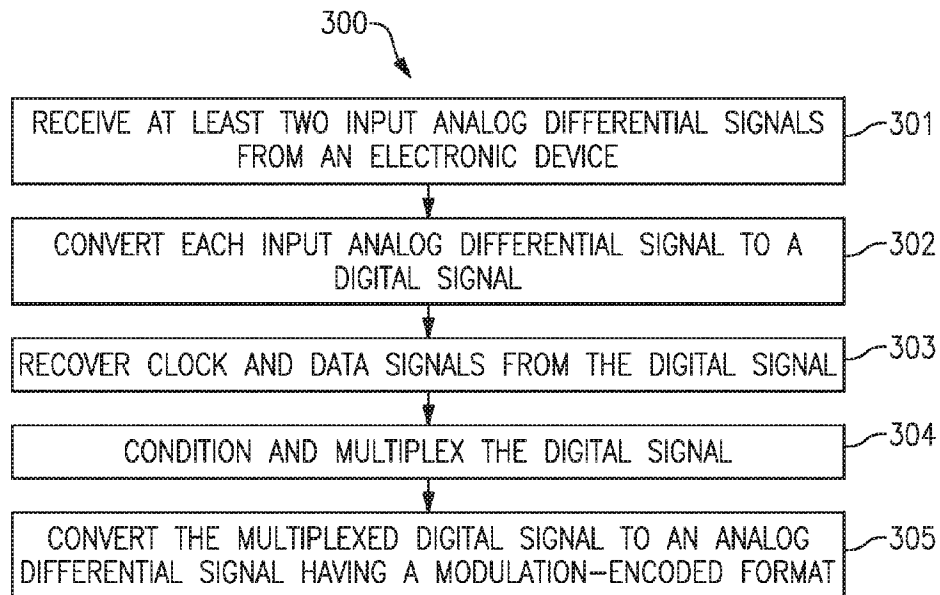 300
RECEIVE AT LEAST TWO INPUT ANALOG DIFFERENTIAL SIGNALS
FROM AN ELECTRONIC DEVICE
301
CONVERT EACH INPUT ANALOG DIFFERENTIAL SIGNAL TO A
DIGITAL SIGNAL
302
RECOVER CLOCK AND DATA SIGNALS FROM THE DIGITAL SIGNAL
303
CONDITION AND MULTIPLEX THE DIGITAL SIGNAL
304
CONVERT THE MULTIPLEXED DIGITAL SIGNAL TO AN ANALOG
DIFFERENTIAL SIGNAL HAVING A MODULATION-ENCODED FORMAT
305